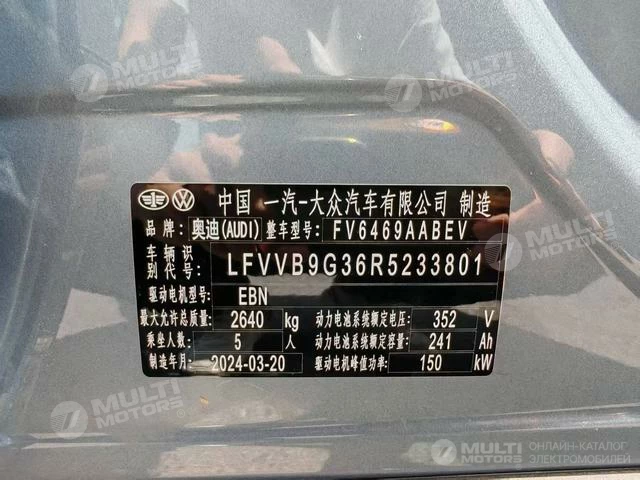 MULTI MOTORS
MULTI MOTORS
中国 一汽-大众汽车有限公司 制造
品牌: 奥迪(AUDI) 整车型号: FV6469AABEV
车辆识别代号: LFVVB9G36R5233801
驱动电机型号: EBN
最大允许总质量: 2640 kg 动力电池系统额定电压: 352 V
乘坐人数: 5 人 动力电池系统额定容量: 241 Ah
制造年月: 2024-03-20 驱动电机峰值功率: 150 kW
MULTI MOTORS
MULTI MOTORS
MULTI MOTORS
ОНЛАЙН-КАТАЛОГ
ЭЛЕКТРОМОБИЛЕЙ